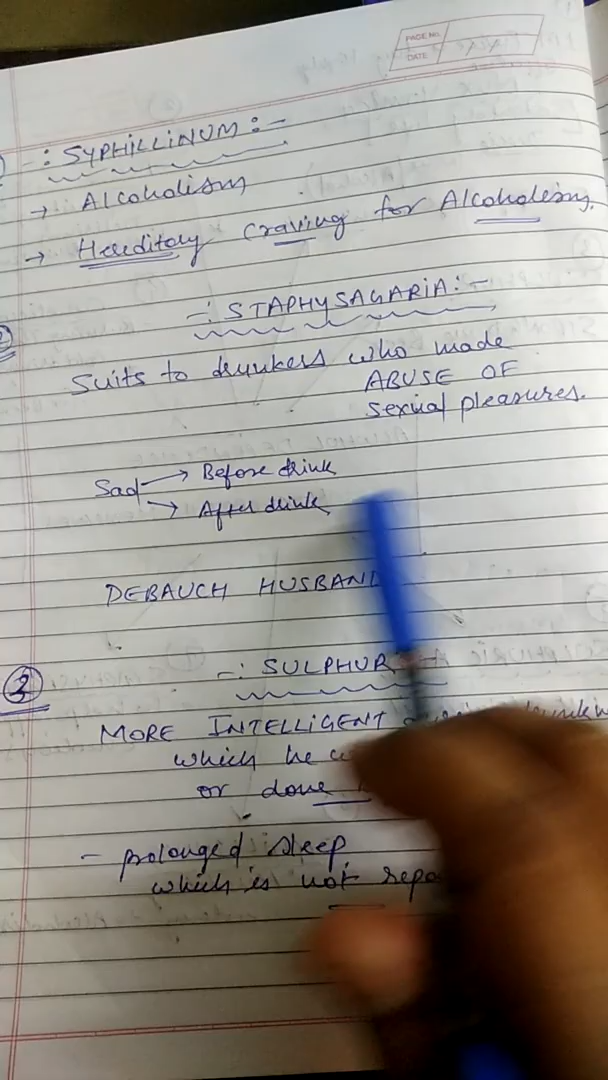 PAGE NO.
DATE
-: SYPHILLINUM :-
→ Alcoholism
→ Hereditory Craving for Alcoholism.
-: STAPHYSAGARIA :-
Suits to drunkers who made
ABUSE OF
Sexual pleasures.
Sad → Before drink
→ After drink
DEBAUCH HUSBAND
3 -: SULPHUR :-
MORE INTELLIGENT
which he
or done
- prolonged sleep
which is not